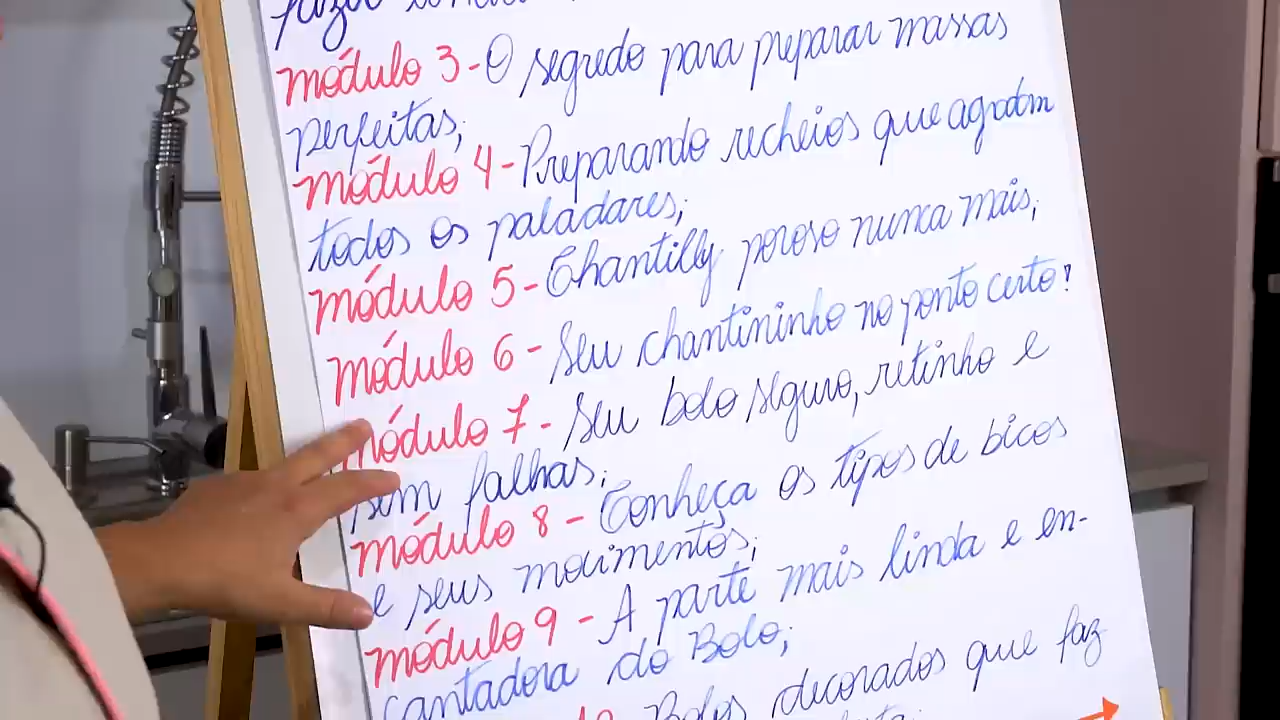 fazer
módulo 3 - O segredo para preparar massas
perfeitas;
módulo 4 - Preparando recheios que agradam
todos os paladares;
módulo 5 - Chantilly poroso nunca mais;
módulo 6 - Seu chantininho no ponto certo!
módulo 7 - Seu bolo seguro, retinho e
sem falhas;
módulo 8 - Conheça os tipos de bicos
e seus movimentos;
módulo 9 - A parte mais linda e en-
cantadora do Bolo;
Bolos decorados que faz